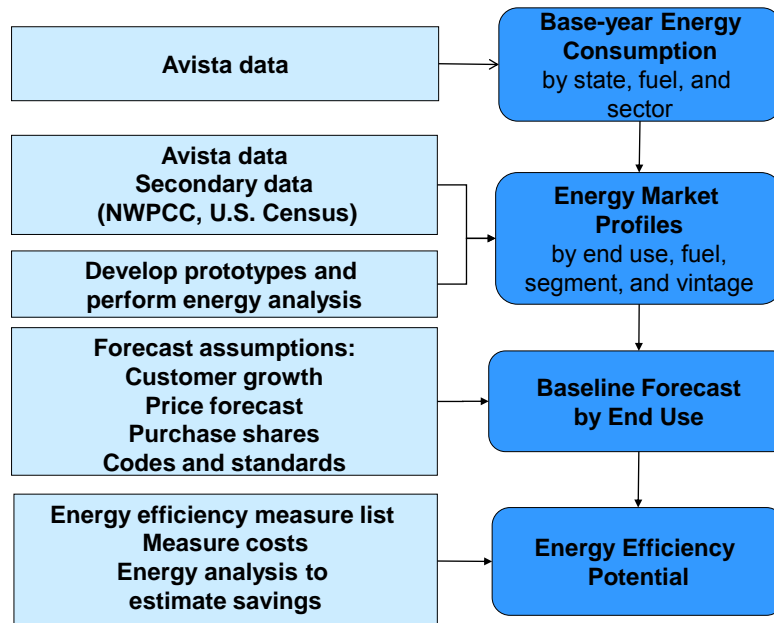 Avista data
Base-year Energy
Consumption
by state, fuel, and
sector
Avista data
Secondary data
(NWPCC, U.S. Census)
Develop prototypes and
perform energy analysis
Energy Market
Profiles
by end use, fuel,
segment, and vintage
Forecast assumptions:
Customer growth
Price forecast
Purchase shares
Codes and standards
Baseline Forecast
by End Use
Energy efficiency measure list
Measure costs
Energy analysis to
estimate savings
Energy Efficiency
Potential